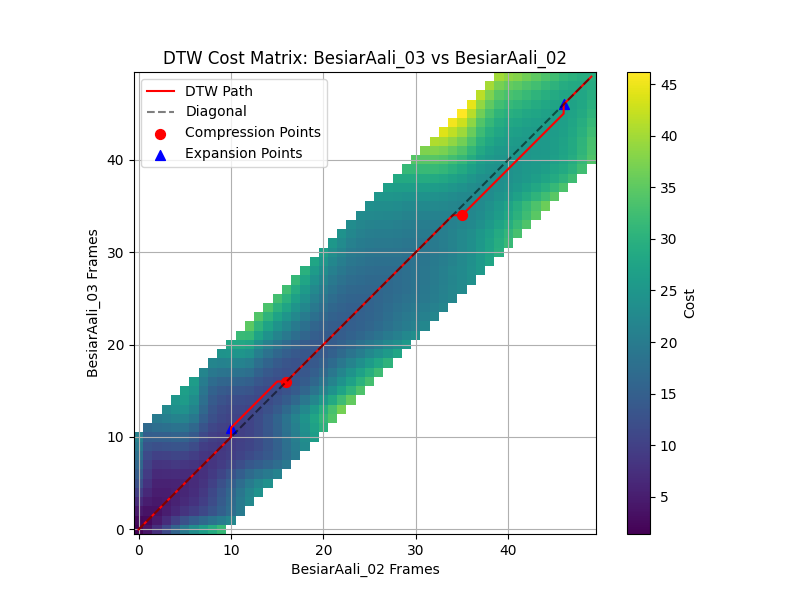 DTW Cost Matrix: BesiarAali_03 vs BesiarAali_02
DTW Path
Diagonal
Compression Points
Expansion Points
BesiarAali_03 Frames
40
30
20
10
0
0 10 20 30 40
BesiarAali_02 Frames
45
40
35
30
25
20
15
10
5
Cost